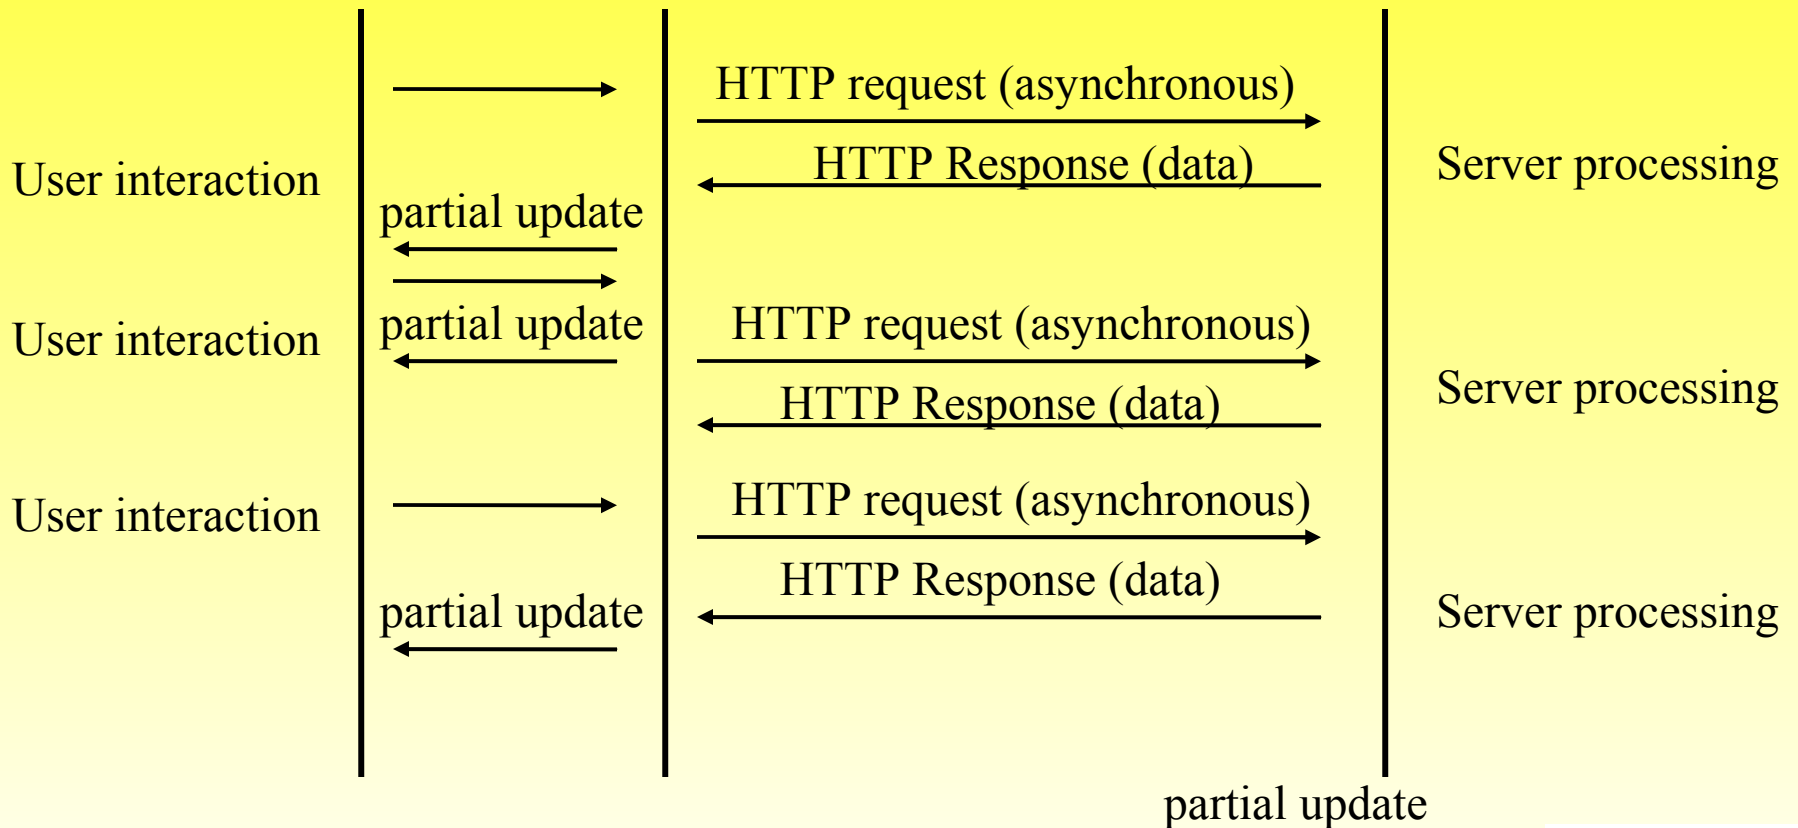 HTTP request (asynchronous)
HTTP Response (data)
User interaction
Server processing
partial update
User interaction
partial update
HTTP request (asynchronous)
HTTP Response (data)
Server processing
User interaction
HTTP request (asynchronous)
HTTP Response (data)
partial update
Server processing
partial update